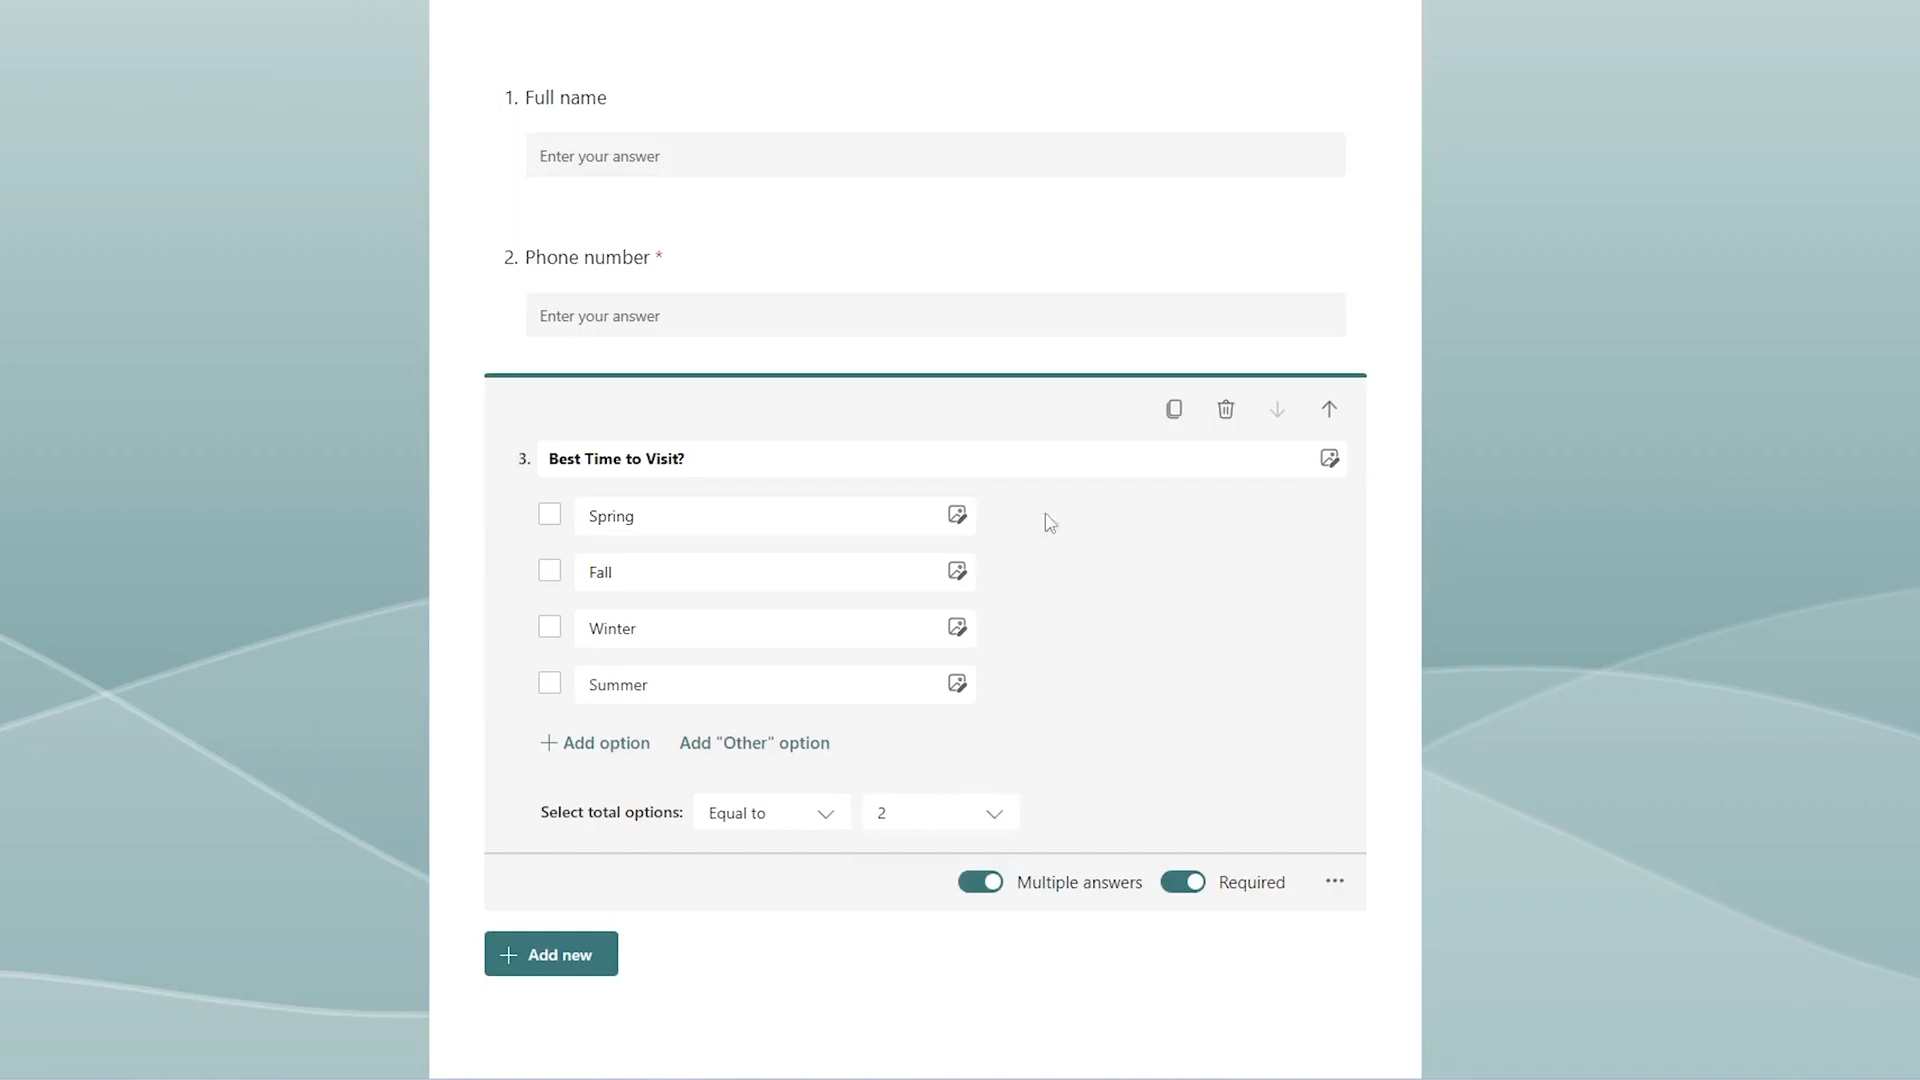 1. Full name
Enter your answer
2. Phone number *
Enter your answer
3. Best Time to Visit?
Spring
Fall
Winter
Summer
Add option Add "Other" option
Select total options: Equal to 2
Multiple answers Required
Add new